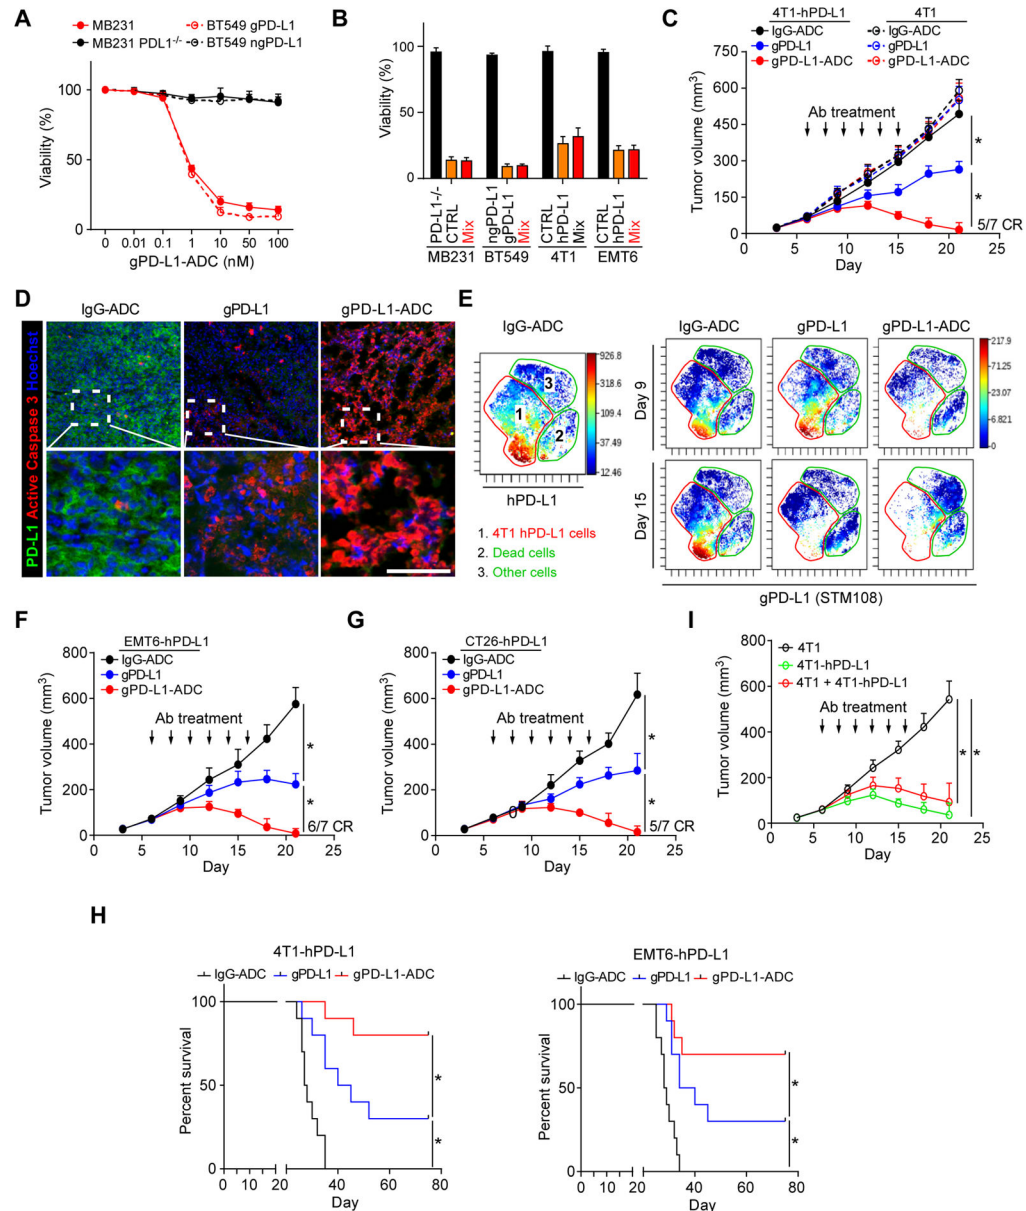 A
MB231
BT549 gPD-L1
MB231 PDL1-/-
BT549 ngPD-L1
Viability (%)
100
50
0
0 0.01 0.1 1 10 50 100
gPD-L1-ADC (nM)
B
Viability (%)
100
50
0
PD-L1-/-
CTRL
Mix
ngPD-L1
gPD-L1
Mix
CTRL
hPD-L1
Mix
CTRL
hPD-L1
Mix
MB231 BT549 4T1 EMT6
C
4T1-hPD-L1 4T1
IgG-ADC IgG-ADC
gPD-L1 gPD-L1
gPD-L1-ADC gPD-L1-ADC
Tumor volume (mm3)
750
600
450
300
150
0
Ab treatment
*
*
5/7 CR
0 5 10 15 20 25
Day
D
IgG-ADC gPD-L1 gPD-L1-ADC
PD-L1 Active Caspase 3 Hoechst
E
IgG-ADC
1
2
3
926.8
318.6
109.4
37.49
12.46
hPD-L1
1. 4T1 hPD-L1 cells
2. Dead cells
3. Other cells
IgG-ADC gPD-L1 gPD-L1-ADC
Day 9
Day 15
217.9
63.07
23.01
6.821
0
gPD-L1 (STM108)
F
EMT6-hPD-L1
IgG-ADC
gPD-L1
gPD-L1-ADC
Tumor volume (mm3)
800
600
400
200
0
Ab treatment
*
*
6/7 CR
0 5 10 15 20 25
Day
G
CT26-hPD-L1
IgG-ADC
gPD-L1
gPD-L1-ADC
Tumor volume (mm3)
800
600
400
200
0
Ab treatment
*
*
5/7 CR
0 5 10 15 20 25
Day
I
4T1
4T1-hPD-L1
4T1 + 4T1-hPD-L1
Tumor volume (mm3)
800
600
400
200
0
Ab treatment
* *
0 5 10 15 20 25
Day
H
4T1-hPD-L1
IgG-ADC gPD-L1 gPD-L1-ADC
Percent survival
100
50
0
*
*
0 5 10 20 40 60 80
Day
EMT6-hPD-L1
IgG-ADC gPD-L1 gPD-L1-ADC
Percent survival
100
50
0
*
*
0 10 20 40 60 80
Day